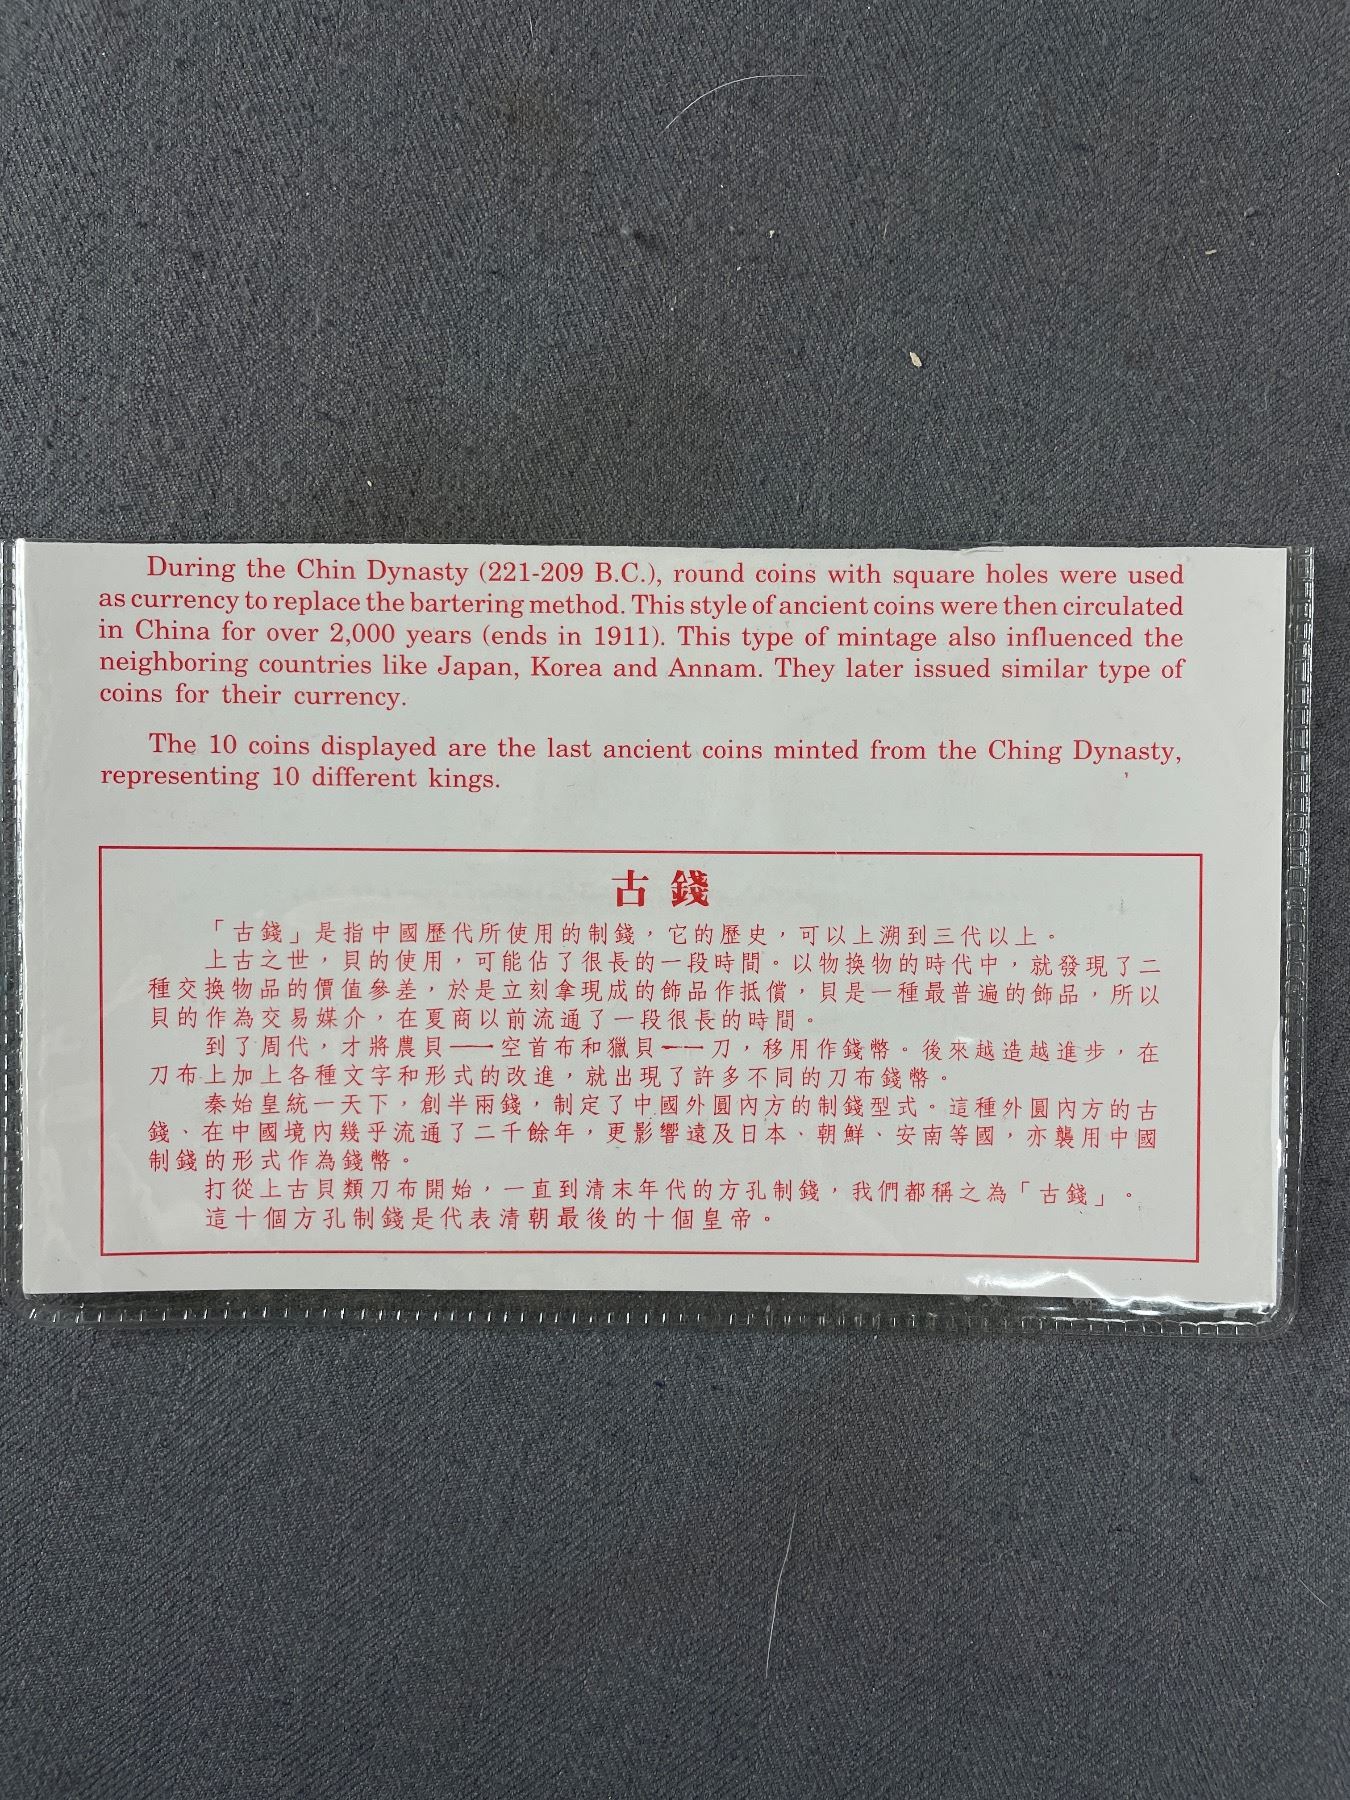 During the Chin Dynasty (221-209 B.C.), round coins with square holes were used
as currency to replace the bartering method. This style of ancient coins were then circulated
in China for over 2,000 years (ends in 1911). This type of mintage also influenced the
neighboring countries like Japan, Korea and Annam. They later issued similar type of
coins for their currency.
The 10 coins displayed are the last ancient coins minted from the Ching Dynasty,
representing 10 different kings.
古錢
「古錢」是指中國歷代所使用的制錢，它的歷史，可以上溯到三代以上。
上古之世，貝的使用，可能佔了很長的一段時間。以物換物的時代中，就發現了二
種交換物品的價值參差，於是立刻拿現成的飾品作抵償，貝是一種最普遍的飾品，所以
貝的作為交易媒介，在夏商以前流通了一段很長的時間。
到了周代，才將農貝——空首布和獵貝——刀，移用作錢幣。後來越造越進步，在
刀布上加上各種文字和形式的改進，就出現了許多不同的刀布錢幣。
秦始皇統一天下，創半兩錢，制定了中國外圓內方的制錢型式。這種外圓內方的古
錢、在中國境內幾乎流通了二千餘年，更影響遠及日本、朝鮮、安南等國，亦襲用中國
制錢的形式作為錢幣。
打從上古貝類刀布開始，一直到清末年代的方孔制錢，我們都稱之為「古錢」。
這十個方孔制錢是代表清朝最後的十個皇帝。